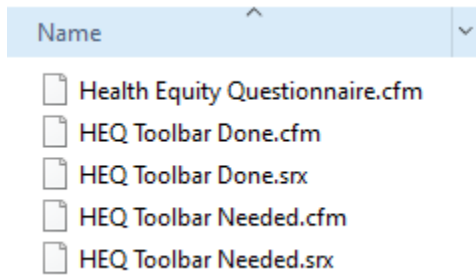 Name
Health Equity Questionnaire.cfm
HEQ Toolbar Done.cfm
HEQ Toolbar Done.srx
HEQ Toolbar Needed.cfm
HEQ Toolbar Needed.srx